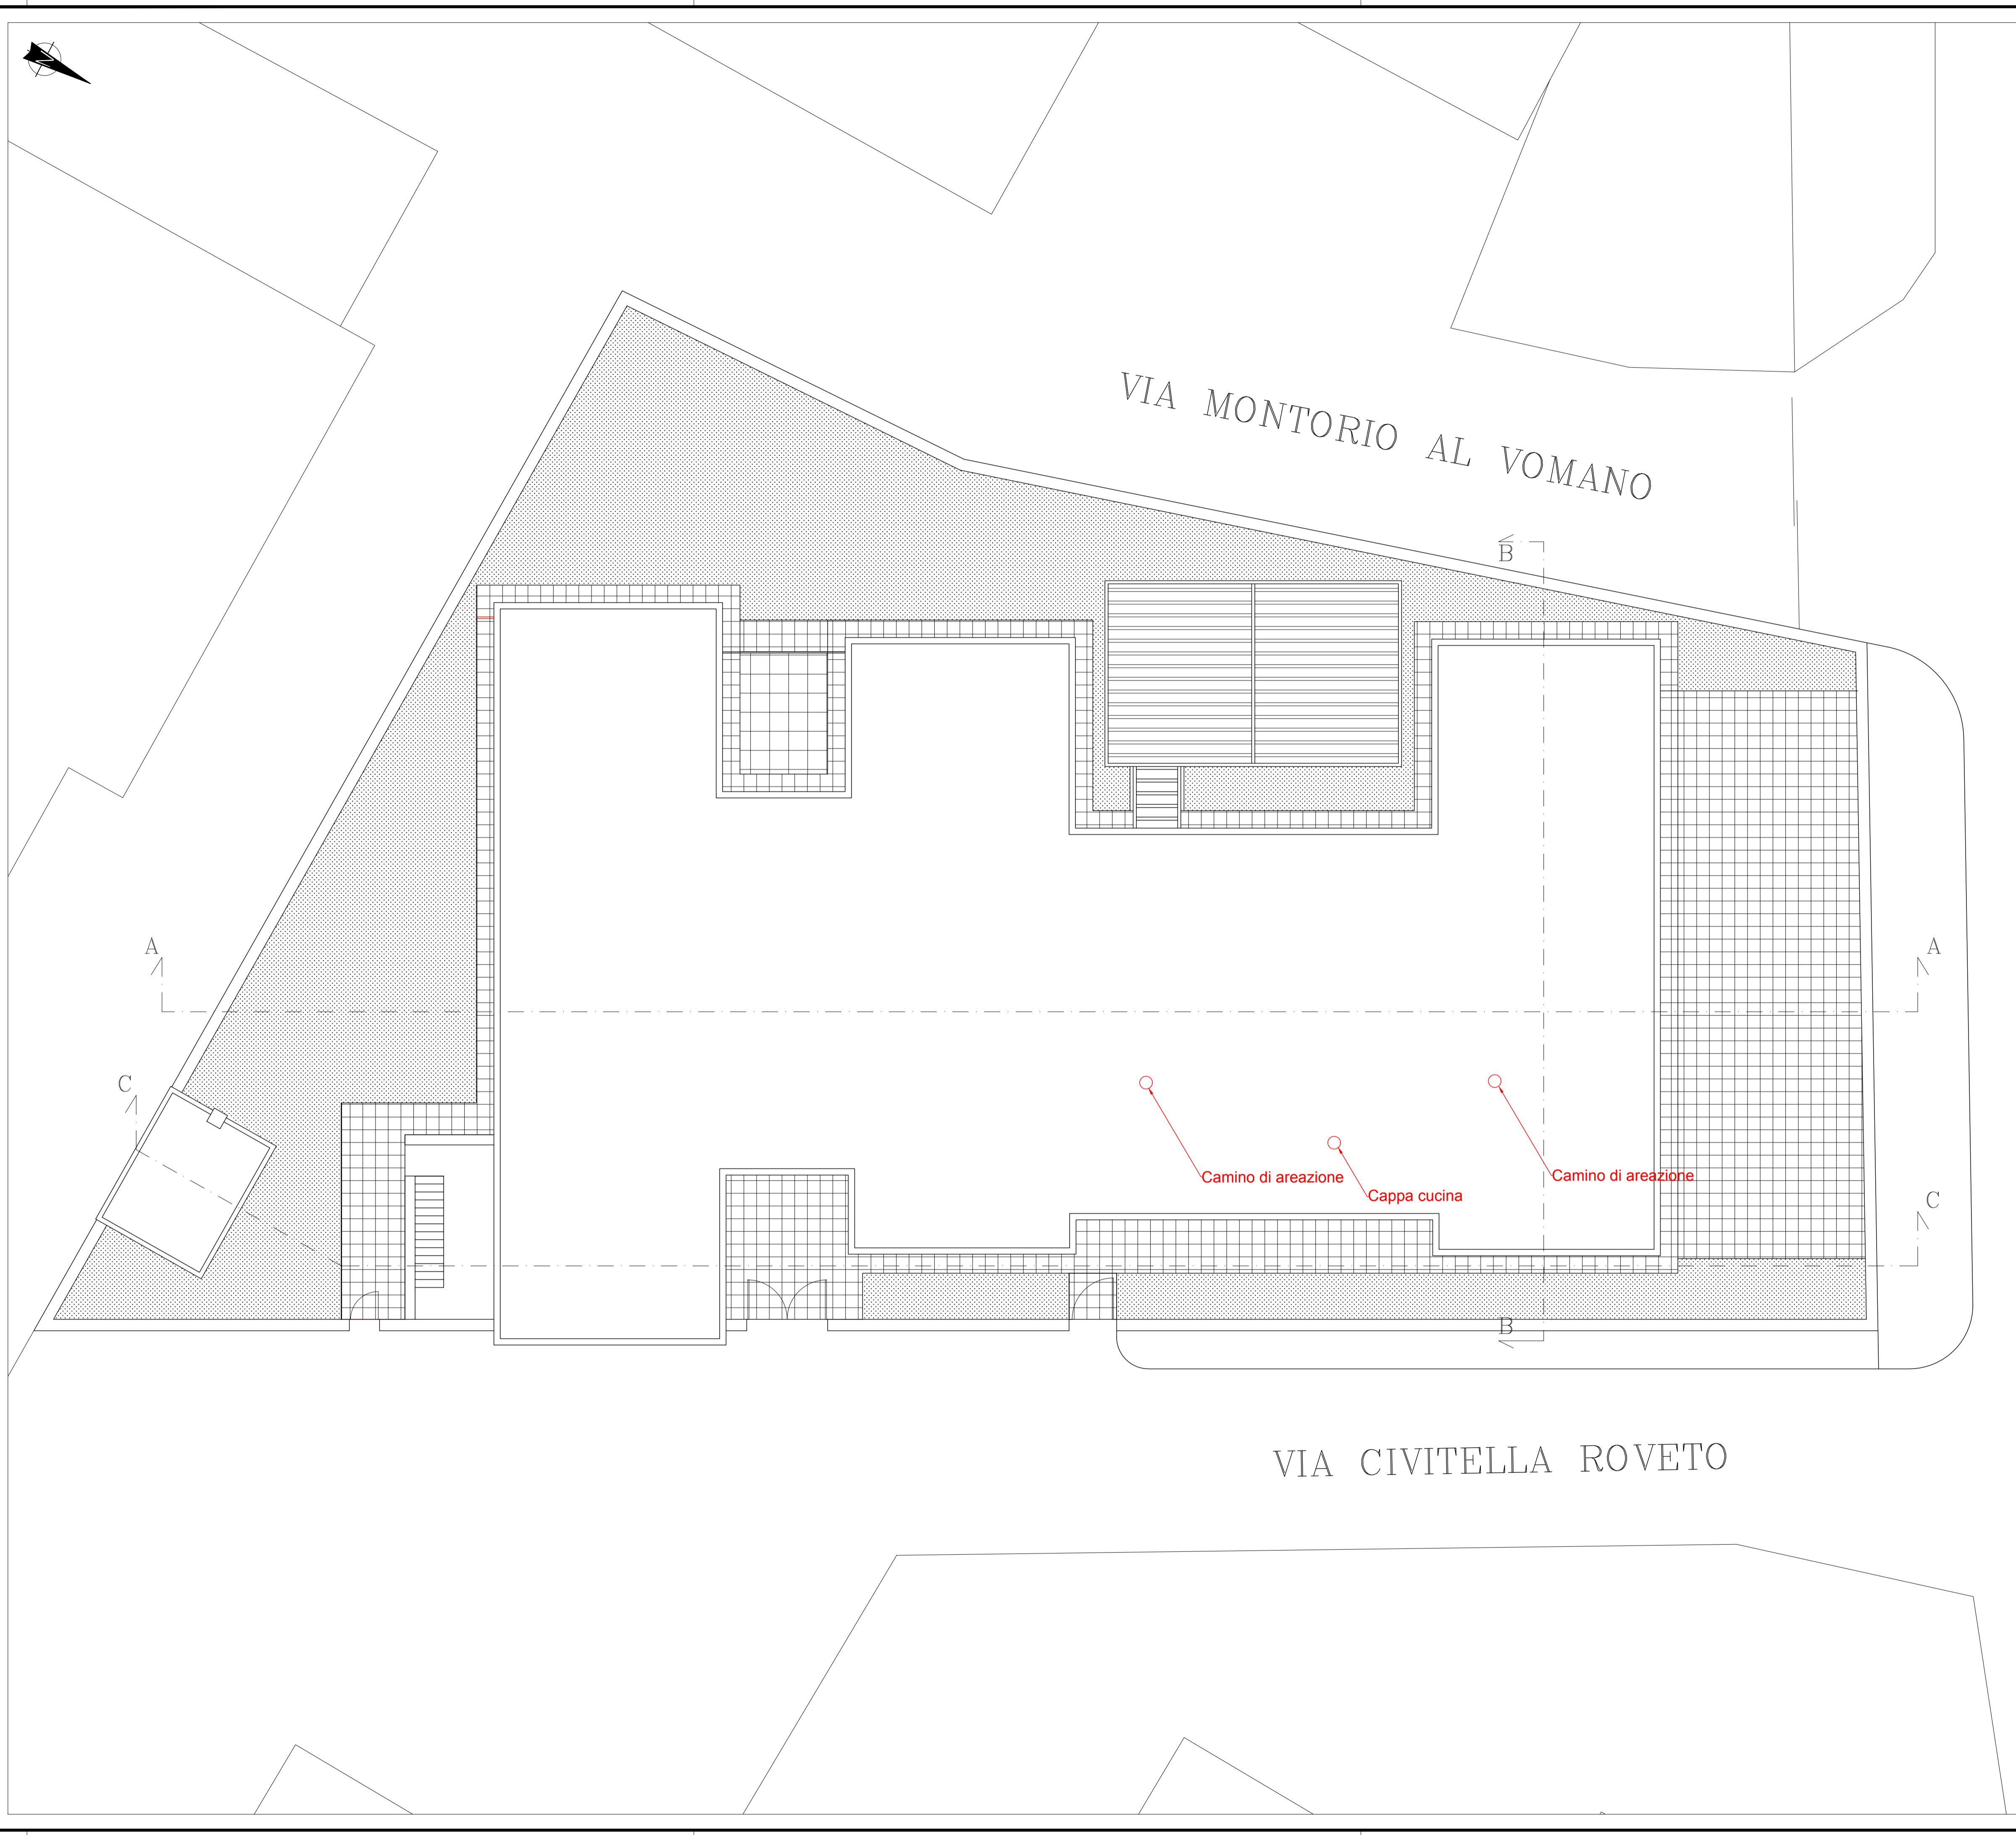 N
VIA MONTORIO AL VOMANO
B
A
A
C
Camino di areazione
Cappa cucina
Camino di areazione
C
B
VIA CIVITELLA ROVETO